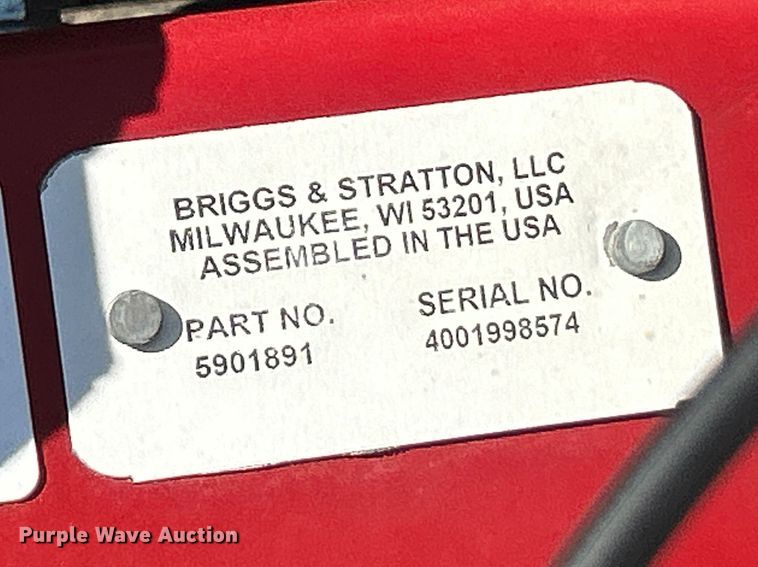 BRIGGS & STRATTON, LLC
MILWAUKEE, WI 53201, USA
ASSEMBLED IN THE USA
PART NO. SERIAL NO.
5901891 4001998574
Purple Wave Auction